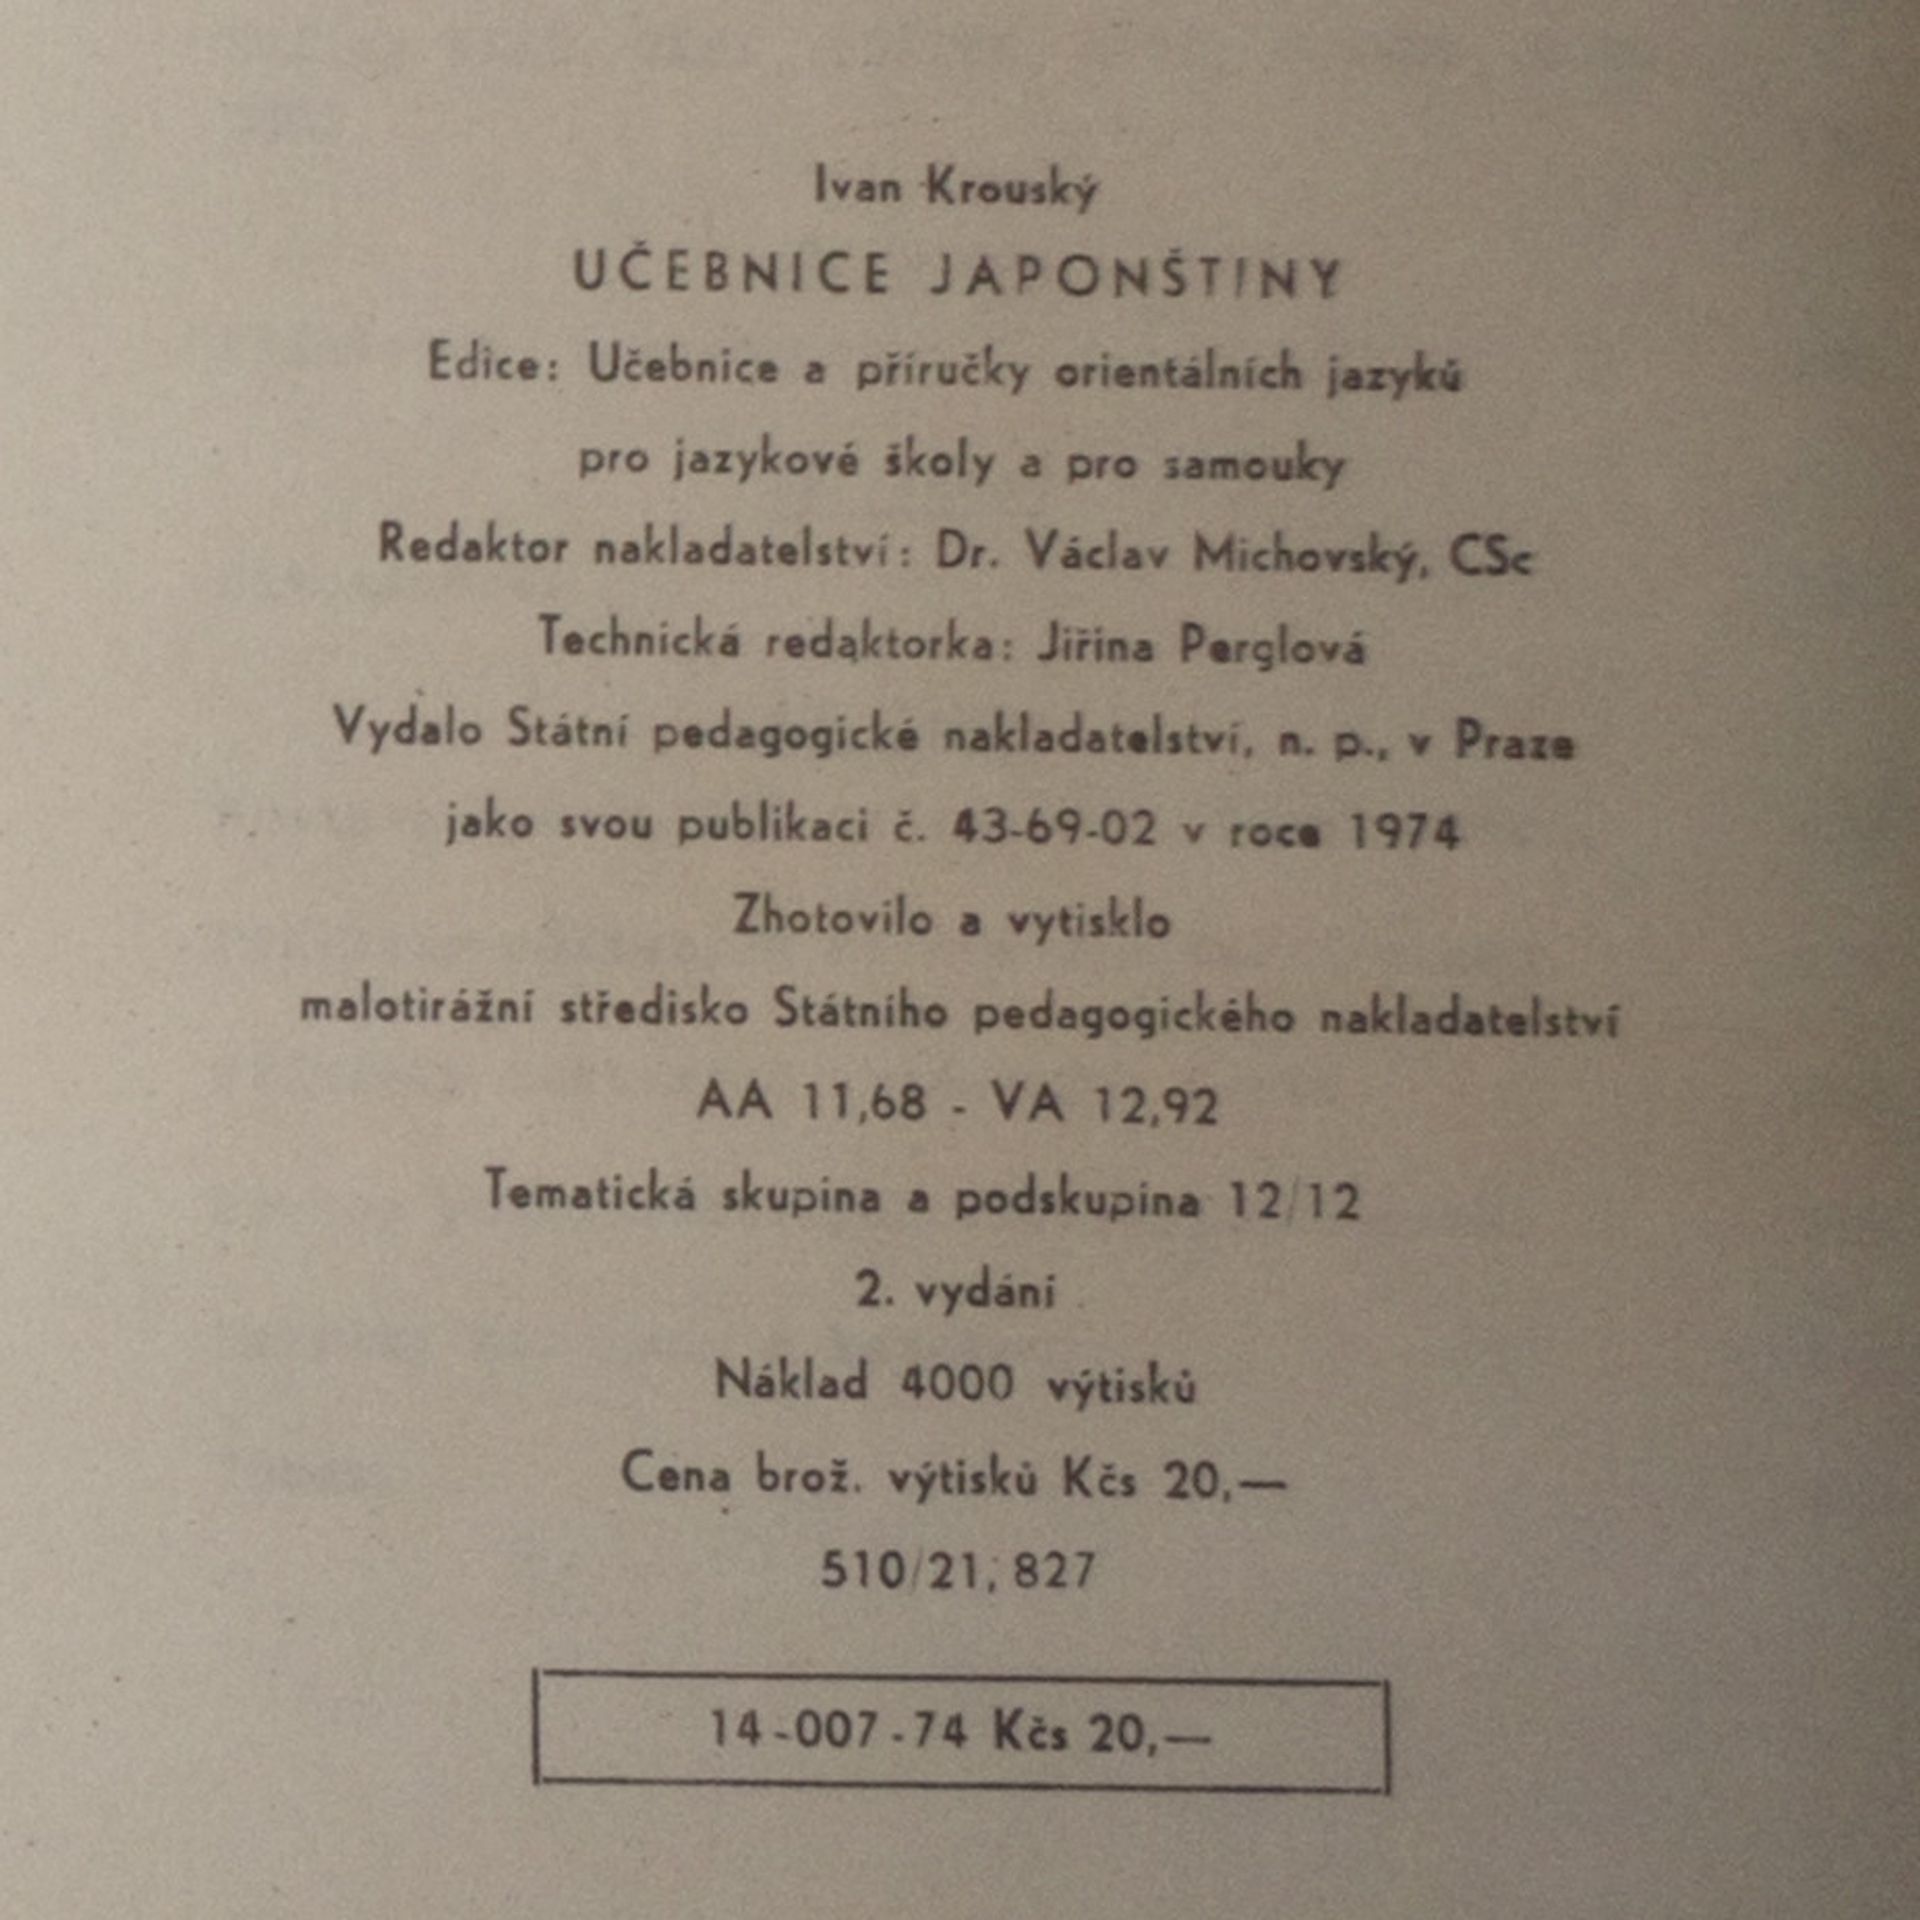 Ivan Krouský
UČEBNICE JAPONŠTINY
Edice: Učebnice a příručky orientálních jazyků
pro jazykové školy a pro samouky
Redaktor nakladatelství: Dr. Václav Michovský, CSc
Technická redaktorka: Jiřina Perglová
Vydalo Státní pedagogické nakladatelství, n. p., v Praze
jako svou publikaci č. 43-69-02 v roce 1974
Zhotovilo a vytisklo
malotirážní středisko Státního pedagogického nakladatelství
AA 11,68 - VA 12,92
Tematická skupina a podskupina 12/12
2. vydání
Náklad 4000 výtisků
Cena brož. výtisků Kčs 20,—
510/21, 827
14-007-74 Kčs 20,—